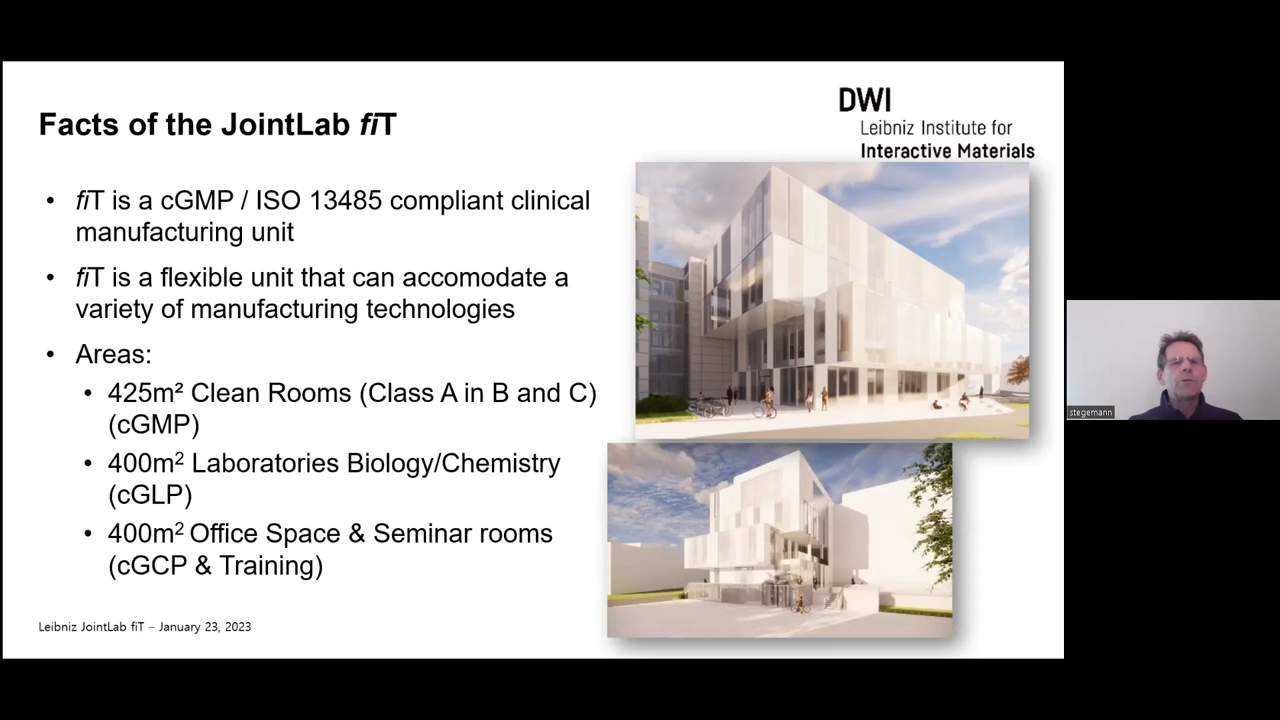 Facts of the JointLab fiT
DWI
Leibniz Institute for
Interactive Materials
• fiT is a cGMP / ISO 13485 compliant clinical
manufacturing unit
• fiT is a flexible unit that can accomodate a
variety of manufacturing technologies
• Areas:
• 425m² Clean Rooms (Class A in B and C)
(cGMP)
• 400m² Laboratories Biology/Chemistry
(cGLP)
• 400m² Office Space & Seminar rooms
(cGCP & Training)
Leibniz JointLab fiT – January 23, 2023
stegemann